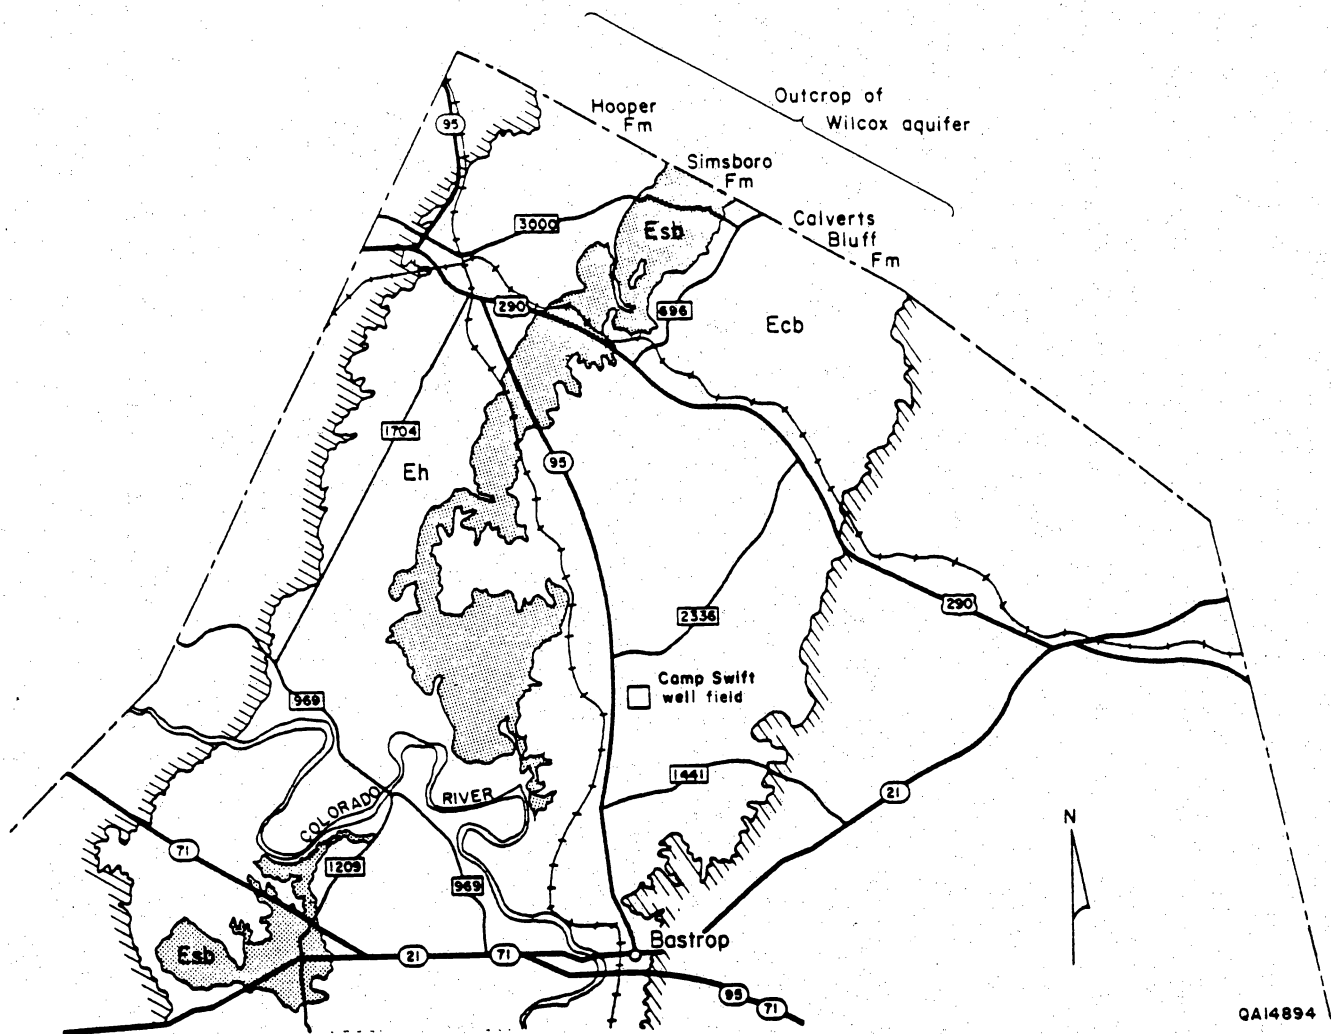 Outcrop of
Wilcox aquifer
Hooper
Fm
95
Simsboro
Fm
3000
Esb
Calverts
Bluff
Fm
290
696
Ecb
1704
95
Eh
2336
290
Camp Swift
well field
969
1441
21
COLORADO RIVER
71
1209
969
N
Esb
21
71
Bastrop
95
71
QA14894